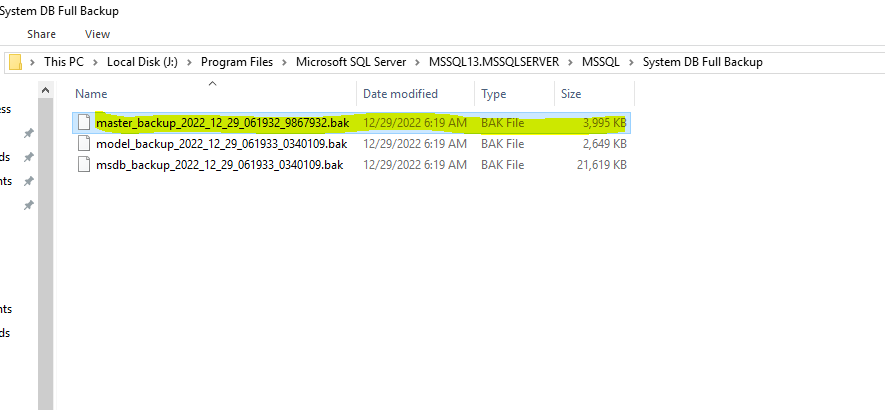 System DB Full Backup
Share View
This PC > Local Disk (J:) > Program Files > Microsoft SQL Server > MSSQL13.MSSQLSERVER > MSSQL > System DB Full Backup
Name Date modified Type Size
ess
master_backup_2022_12_29_061932_9867932.bak 12/29/2022 6:19 AM BAK File 3,995 KB
model_backup_2022_12_29_061933_0340109.bak 12/29/2022 6:19 AM BAK File 2,649 KB
ds
msdb_backup_2022_12_29_061933_0340109.bak 12/29/2022 6:19 AM BAK File 21,619 KB
nts
nts
ds